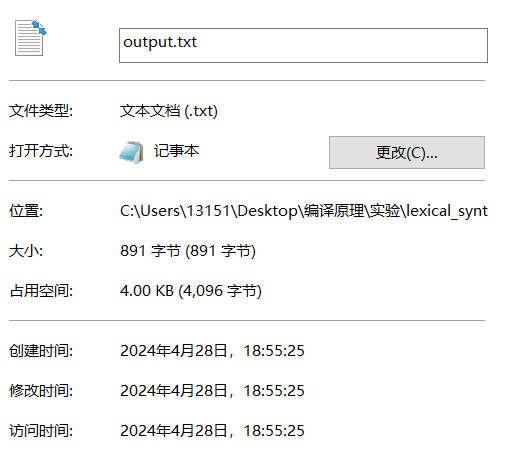 output.txt
文件类型: 文本文档 (.txt)
打开方式: 记事本 更改(C)...
位置: C:\Users\13151\Desktop\编译原理\实验\lexical_synt
大小: 891 字节 (891 字节)
占用空间: 4.00 KB (4,096 字节)
创建时间: 2024年4月28日，18:55:25
修改时间: 2024年4月28日，18:55:25
访问时间: 2024年4月28日，18:55:25